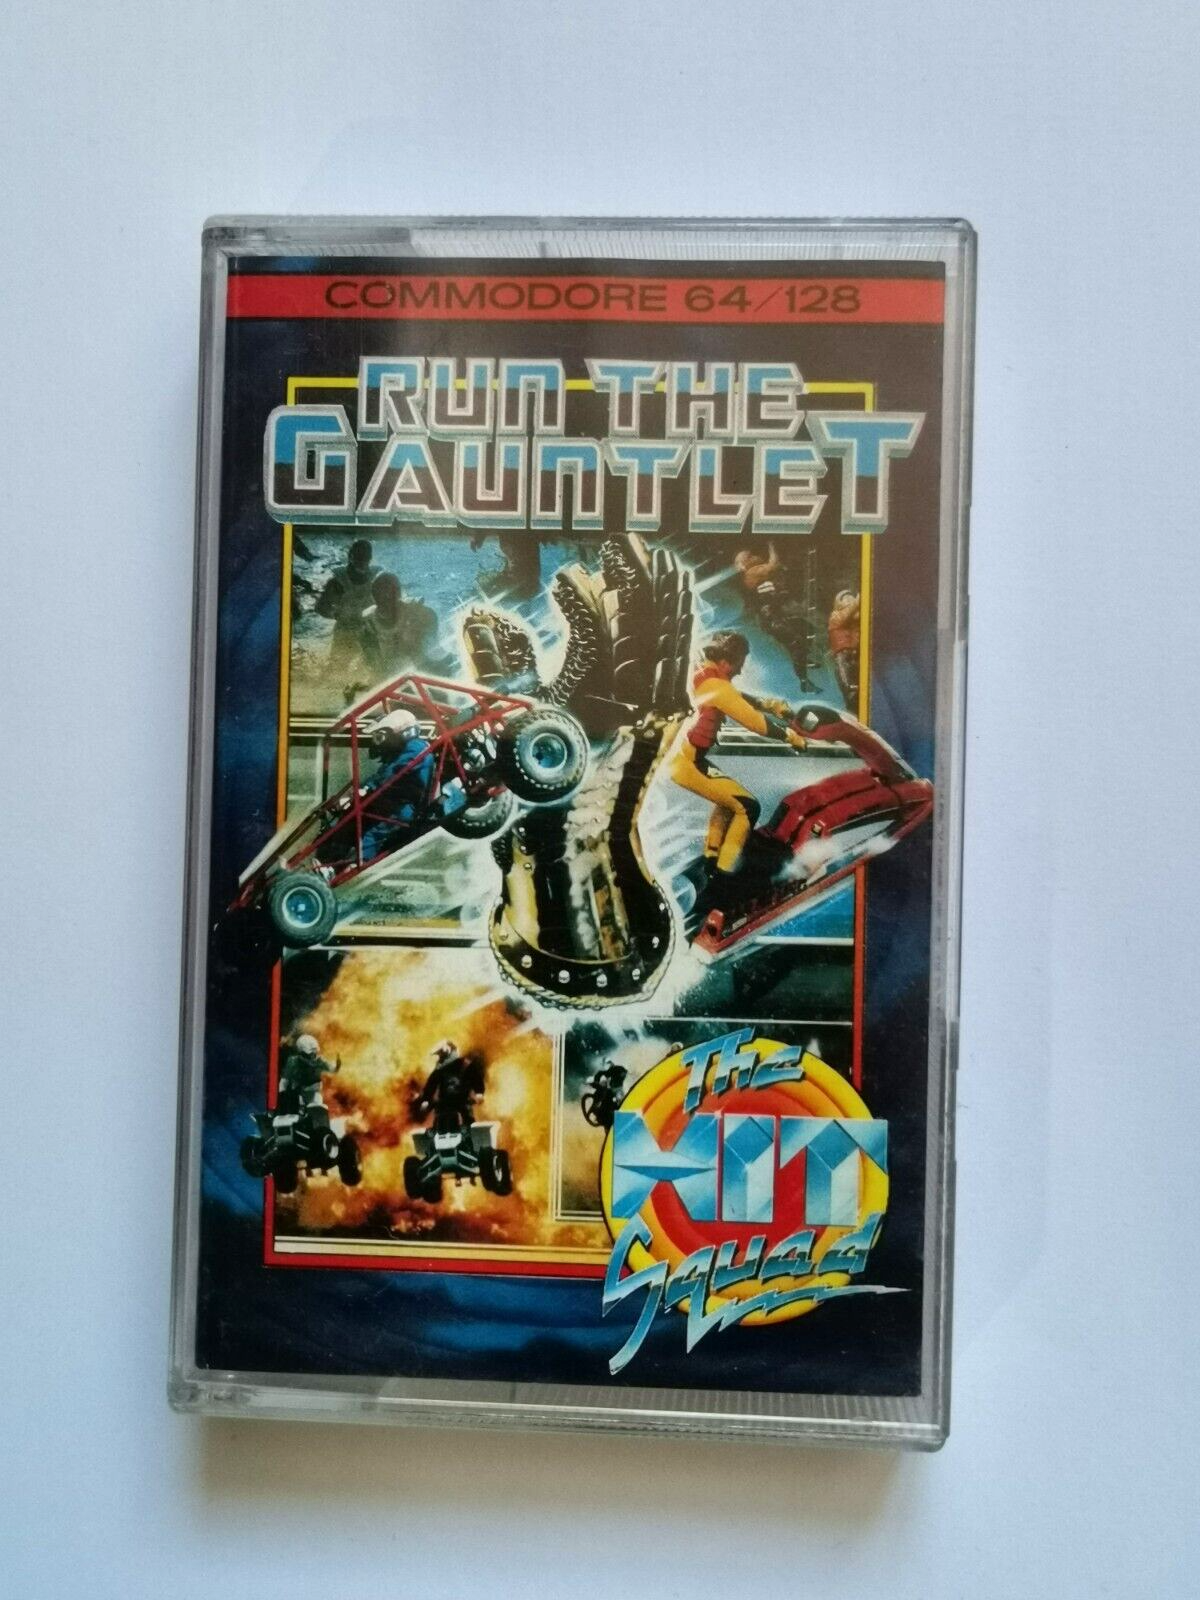 COMMODORE 64/128
RUN THE
GAUNTLET
The
HIT
Squad